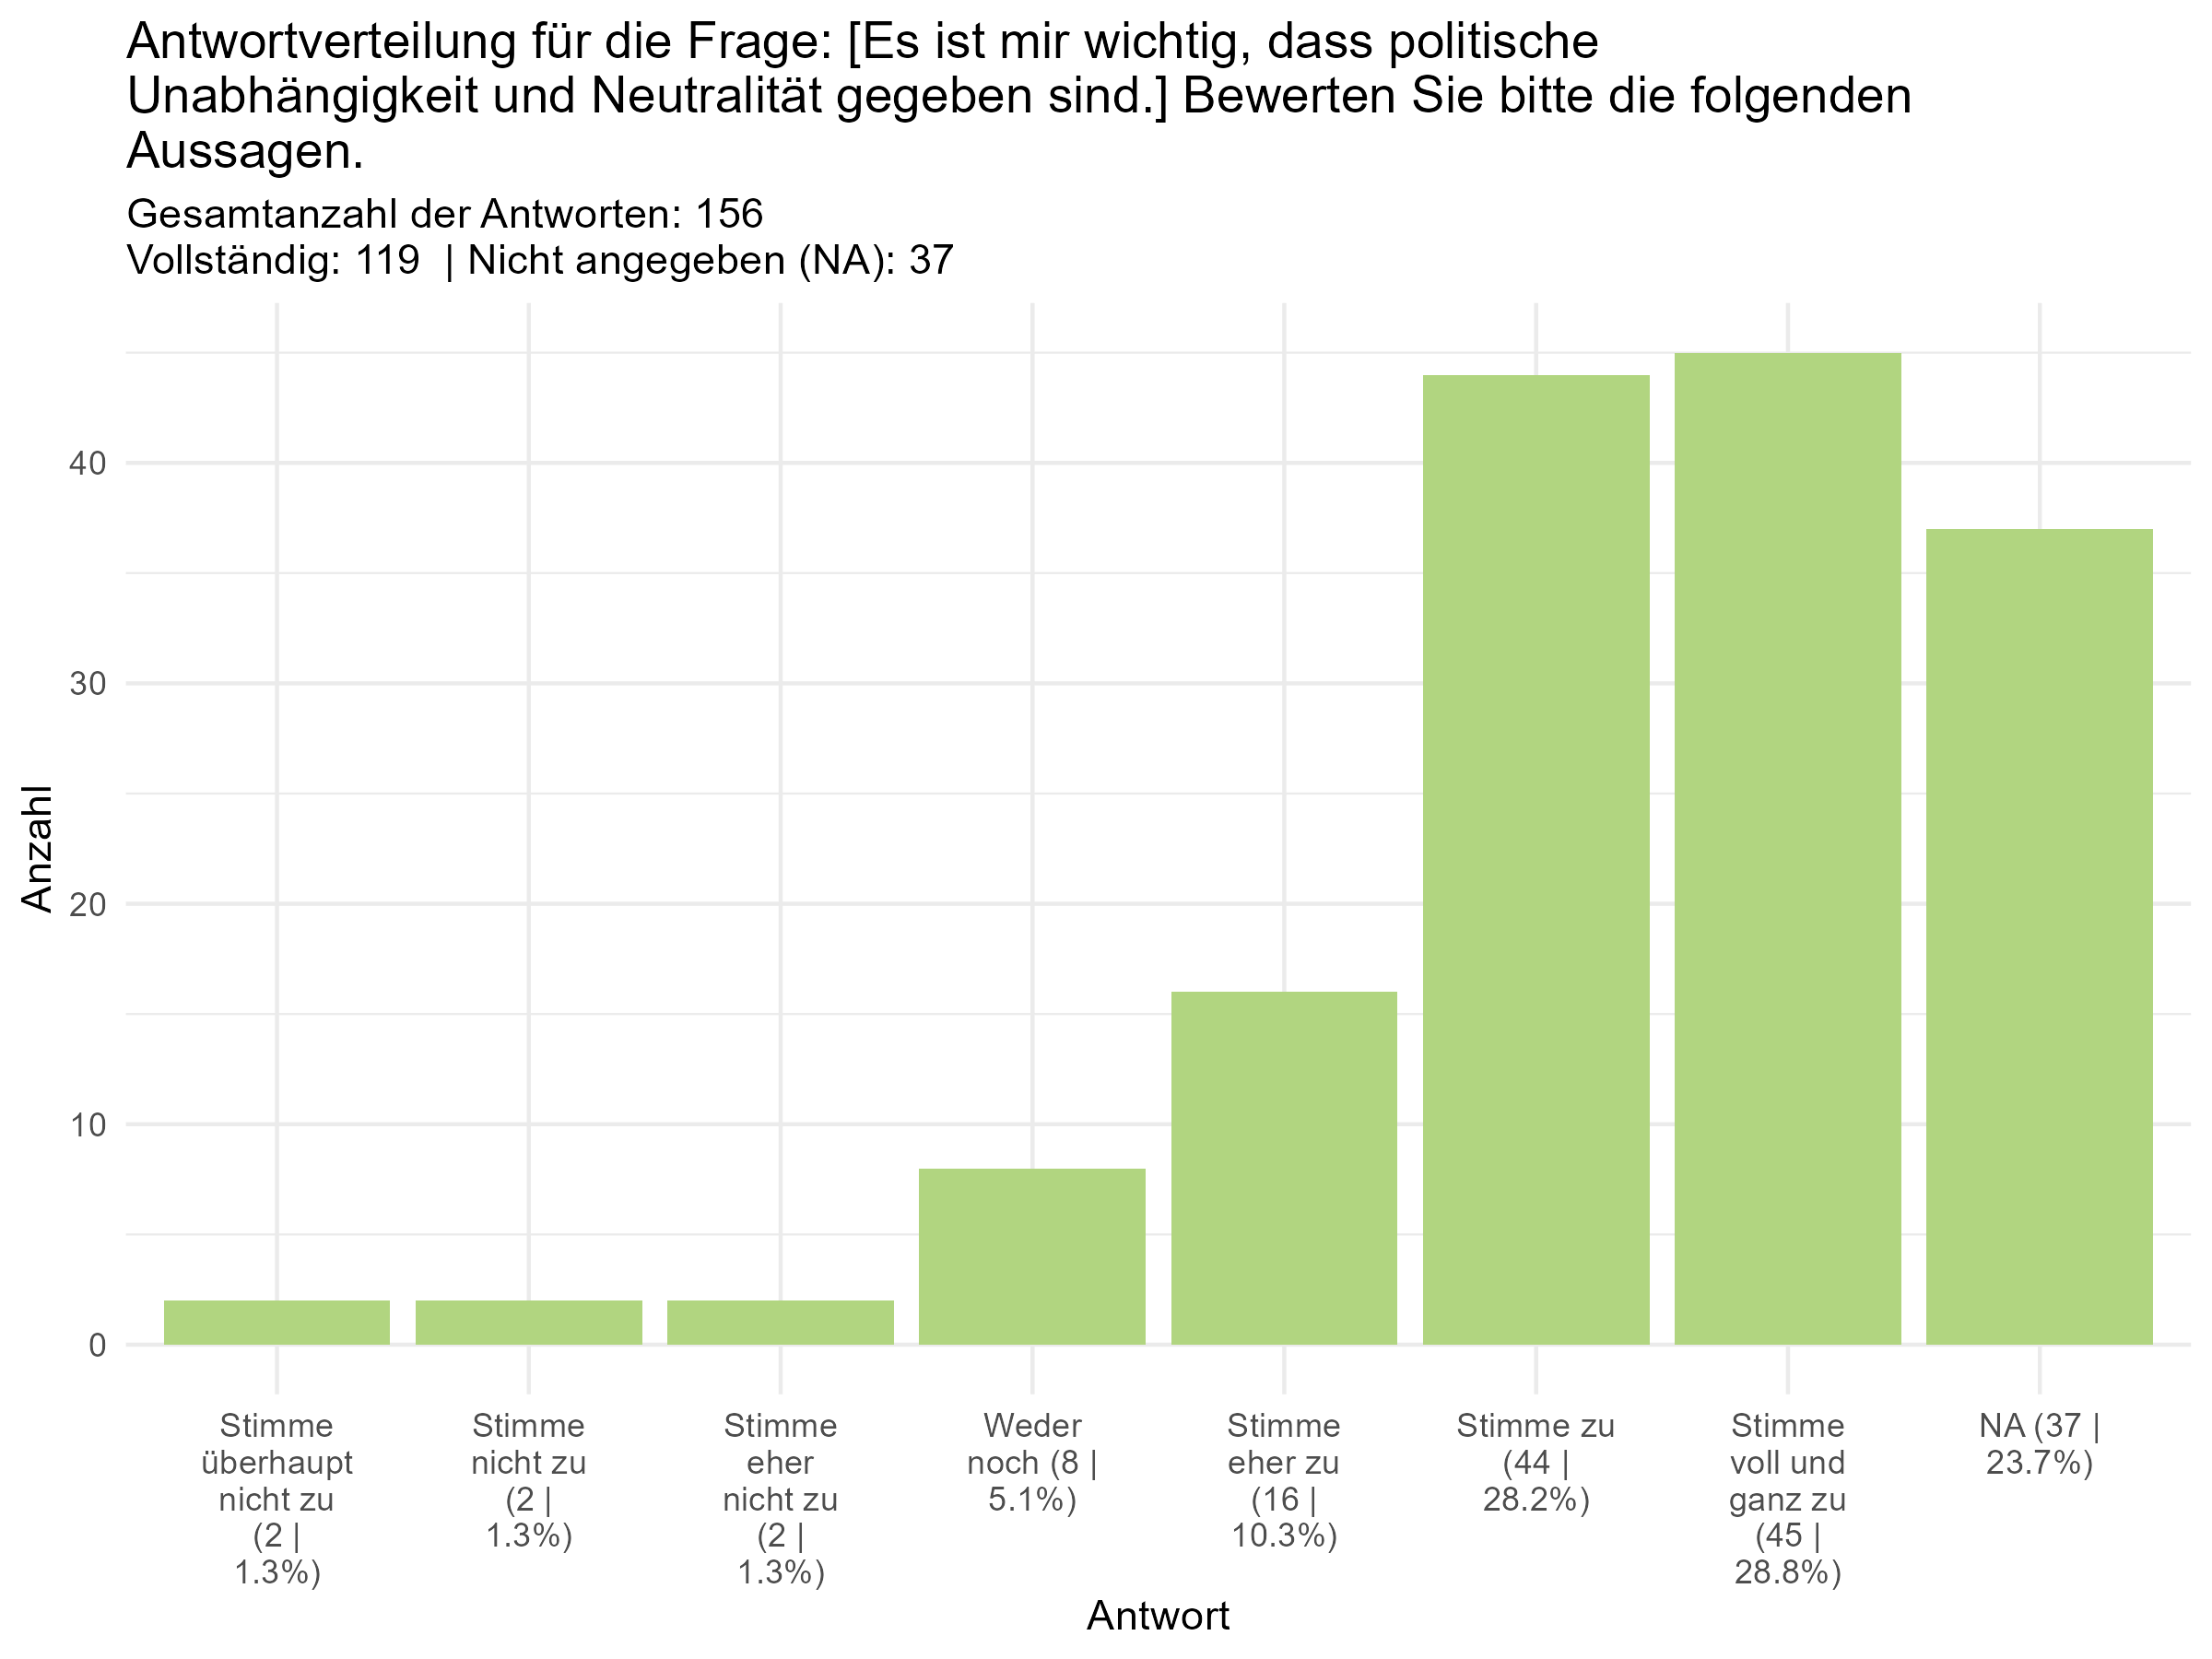 Antwortverteilung für die Frage: [Es ist mir wichtig, dass politische
Unabhängigkeit und Neutralität gegeben sind.] Bewerten Sie bitte die folgenden
Aussagen.
Gesamtanzahl der Antworten: 156
Vollständig: 119  | Nicht angegeben (NA): 37
Anzahl
40
30
20
10
0
Stimme
überhaupt
nicht zu
(2 |
1.3%)
Stimme
nicht zu
(2 |
1.3%)
Stimme
eher
nicht zu
(2 |
1.3%)
Weder
noch (8 |
5.1%)
Stimme
eher zu
(16 |
10.3%)
Stimme zu
(44 |
28.2%)
Stimme
voll und
ganz zu
(45 |
28.8%)
NA (37 |
23.7%)
Antwort